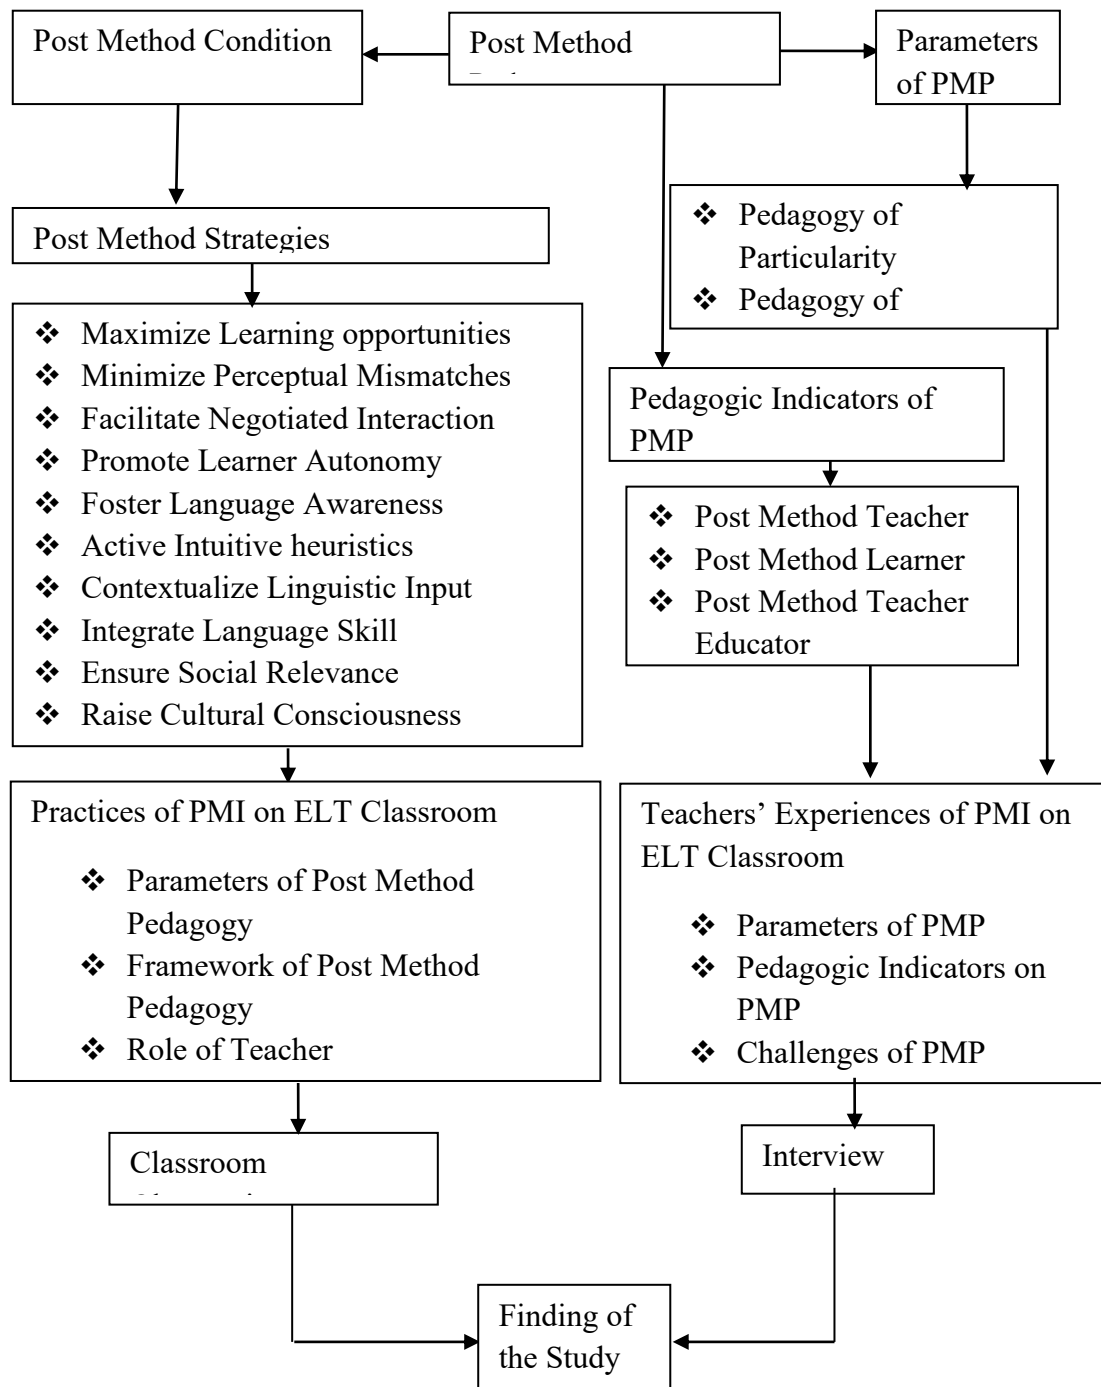 Post Method Condition
Post Method
Parameters
of PMP
Post Method Strategies
❖ Pedagogy of
Particularity
❖ Pedagogy of
❖ Maximize Learning opportunities
❖ Minimize Perceptual Mismatches
❖ Facilitate Negotiated Interaction
❖ Promote Learner Autonomy
❖ Foster Language Awareness
❖ Active Intuitive heuristics
❖ Contextualize Linguistic Input
❖ Integrate Language Skill
❖ Ensure Social Relevance
❖ Raise Cultural Consciousness
Pedagogic Indicators of
PMP
❖ Post Method Teacher
❖ Post Method Learner
❖ Post Method Teacher
Educator
Practices of PMI on ELT Classroom
❖ Parameters of Post Method
Pedagogy
❖ Framework of Post Method
Pedagogy
❖ Role of Teacher
Teachers’ Experiences of PMI on
ELT Classroom
❖ Parameters of PMP
❖ Pedagogic Indicators on
PMP
❖ Challenges of PMP
Classroom
Interview
Finding of
the Study